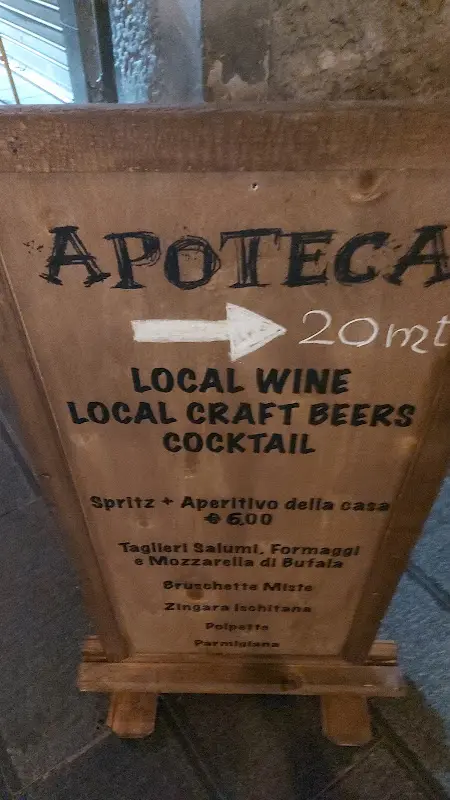 APOTECA
20mt
LOCAL WINE
LOCAL CRAFT BEERS
COCKTAIL
Spritz + Aperitivo della casa
€ 6,00
Taglieri Salumi, Formaggi
e Mozzarella di Bufala
Bruschette Miste
Zingara Ischitana
Polpette
Parmigiana